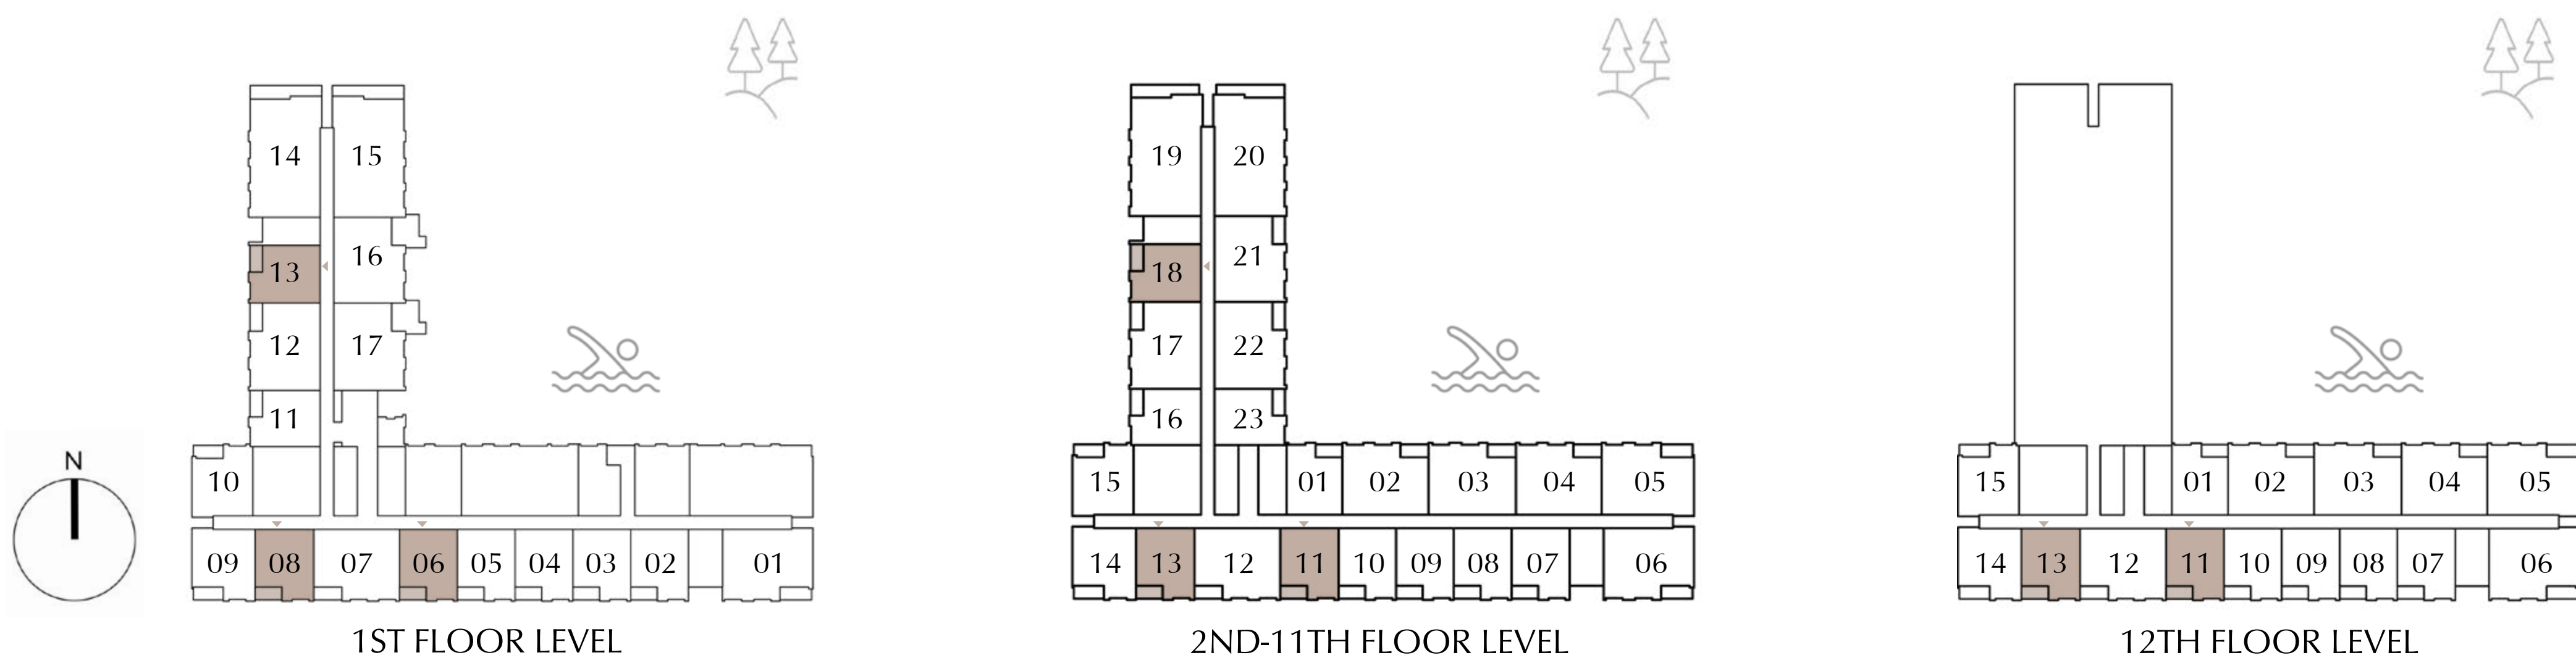 14 15 19 20
16 21
13 18
12 17 17 22
11 16 23
N
10 15 01 02 03 04 05 15 01 02 03 04 05
09 08 07 06 05 04 03 02 01 14 13 12 11 10 09 08 07 06 14 13 12 11 10 09 08 07 06
1ST FLOOR LEVEL 2ND-11TH FLOOR LEVEL 12TH FLOOR LEVEL